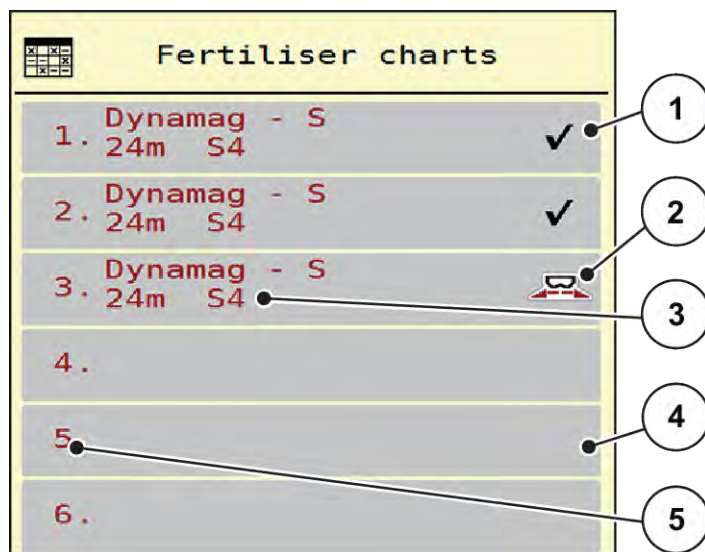 Fertiliser charts
1. Dynamag - S
24m S4
2. Dynamag - S
24m S4
3. Dynamag - S
24m S4
4.
5.
6.
1
2
3
4
5